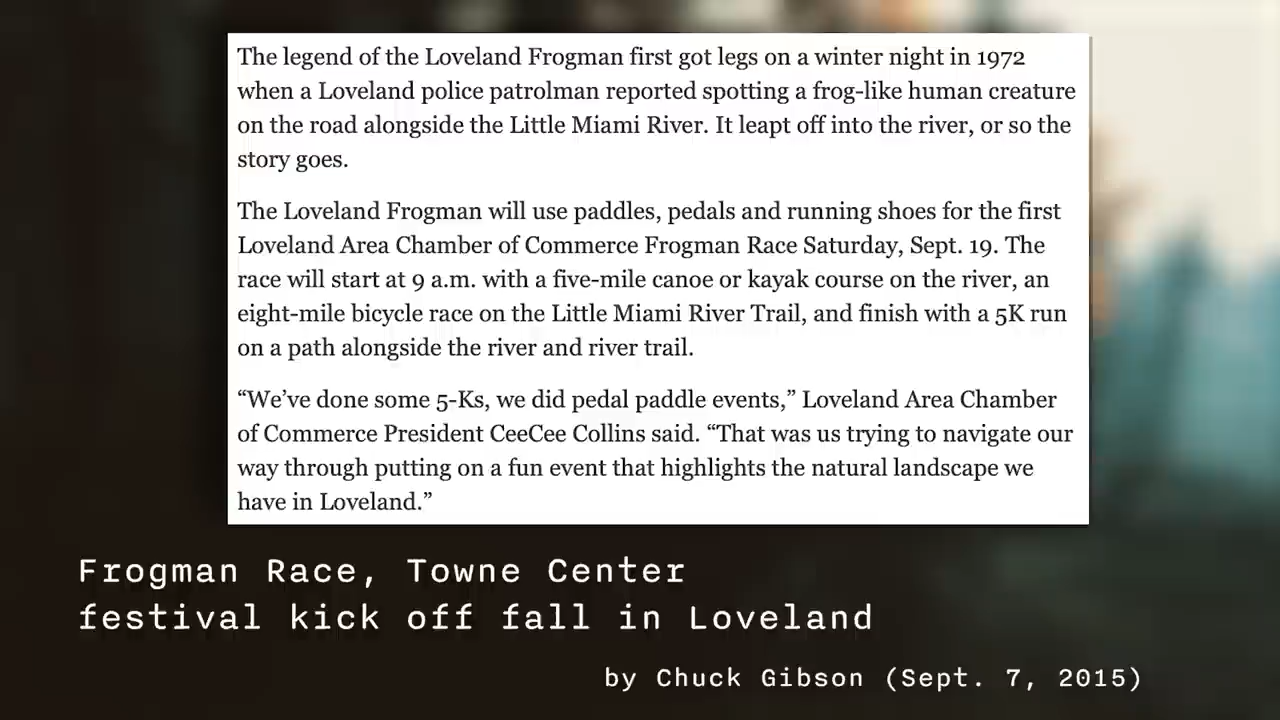 The legend of the Loveland Frogman first got legs on a winter night in 1972
when a Loveland police patrolman reported spotting a frog-like human creature
on the road alongside the Little Miami River. It leapt off into the river, or so the
story goes.
The Loveland Frogman will use paddles, pedals and running shoes for the first
Loveland Area Chamber of Commerce Frogman Race Saturday, Sept. 19. The
race will start at 9 a.m. with a five-mile canoe or kayak course on the river, an
eight-mile bicycle race on the Little Miami River Trail, and finish with a 5K run
on a path alongside the river and river trail.
“We’ve done some 5-Ks, we did pedal paddle events,” Loveland Area Chamber
of Commerce President CeeCee Collins said. “That was us trying to navigate our
way through putting on a fun event that highlights the natural landscape we
have in Loveland.”
Frogman Race, Towne Center
festival kick off fall in Loveland
by Chuck Gibson (Sept. 7, 2015)